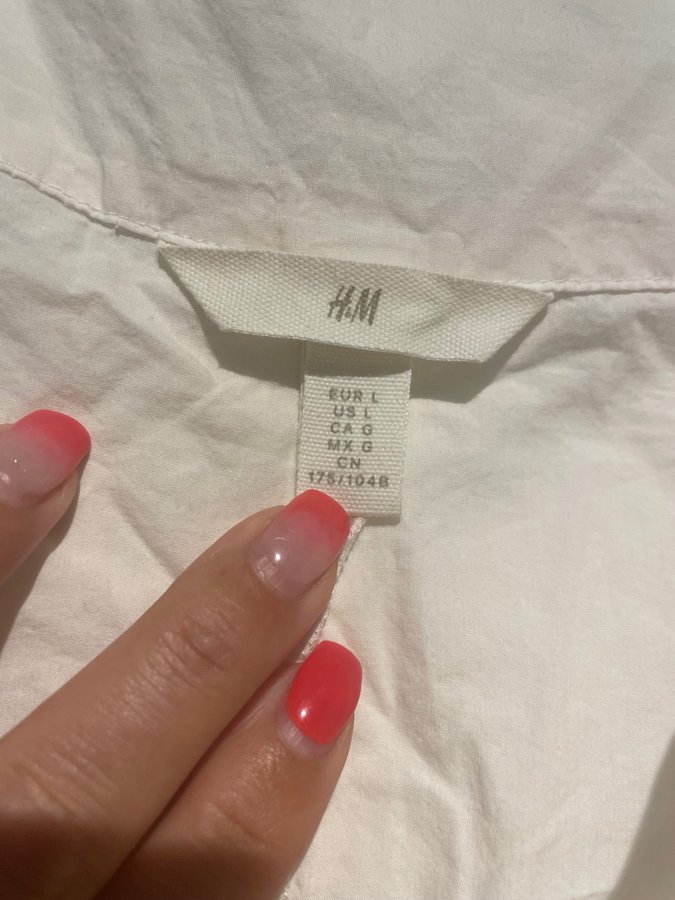 H&M
EUR L
US L
CA G
MX G
CN
175/104B